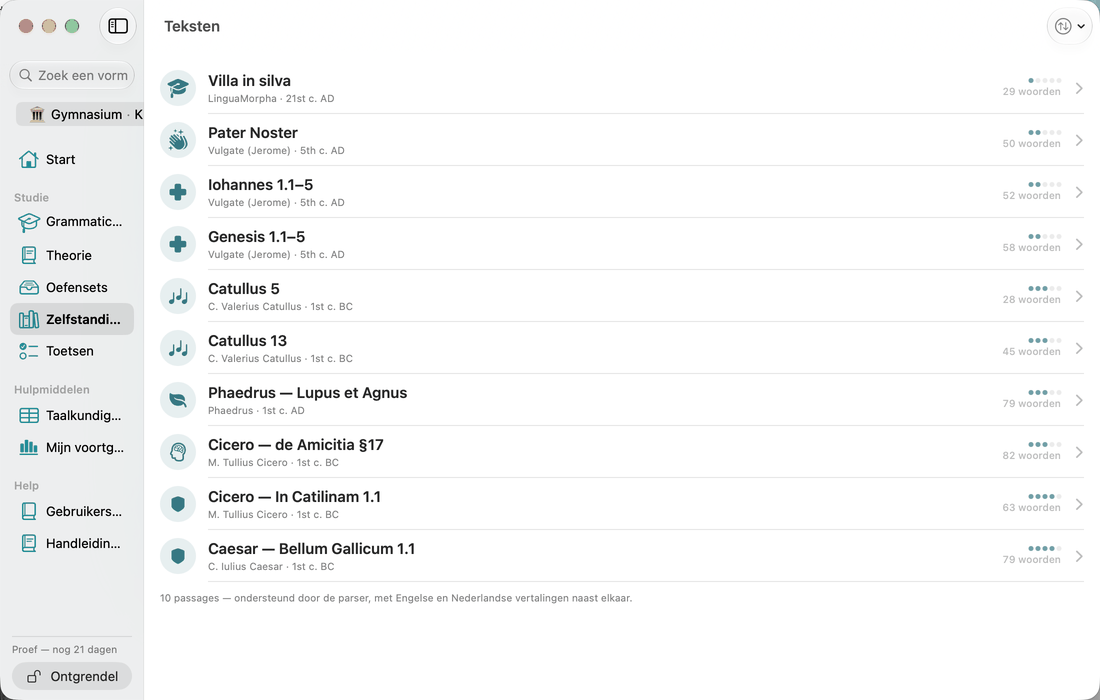 Teksten
Zoek een vorm
Gymnasium · K
Start
Studie
Grammatic...
Theorie
Oefensets
Zelfstandi...
Toetsen
Hulpmiddelen
Taalkundig...
Mijn voortg...
Help
Gebruikers...
Handleidin...
Proef — nog 21 dagen
Ontgrendel
Villa in silva
LinguaMorpha · 21st c. AD
29 woorden
Pater Noster
Vulgate (Jerome) · 5th c. AD
50 woorden
Iohannes 1.1–5
Vulgate (Jerome) · 5th c. AD
52 woorden
Genesis 1.1–5
Vulgate (Jerome) · 5th c. AD
58 woorden
Catullus 5
C. Valerius Catullus · 1st c. BC
28 woorden
Catullus 13
C. Valerius Catullus · 1st c. BC
45 woorden
Phaedrus — Lupus et Agnus
Phaedrus · 1st c. AD
79 woorden
Cicero — de Amicitia §17
M. Tullius Cicero · 1st c. BC
82 woorden
Cicero — In Catilinam 1.1
M. Tullius Cicero · 1st c. BC
63 woorden
Caesar — Bellum Gallicum 1.1
C. Iulius Caesar · 1st c. BC
79 woorden
10 passages — ondersteund door de parser, met Engelse en Nederlandse vertalingen naast elkaar.